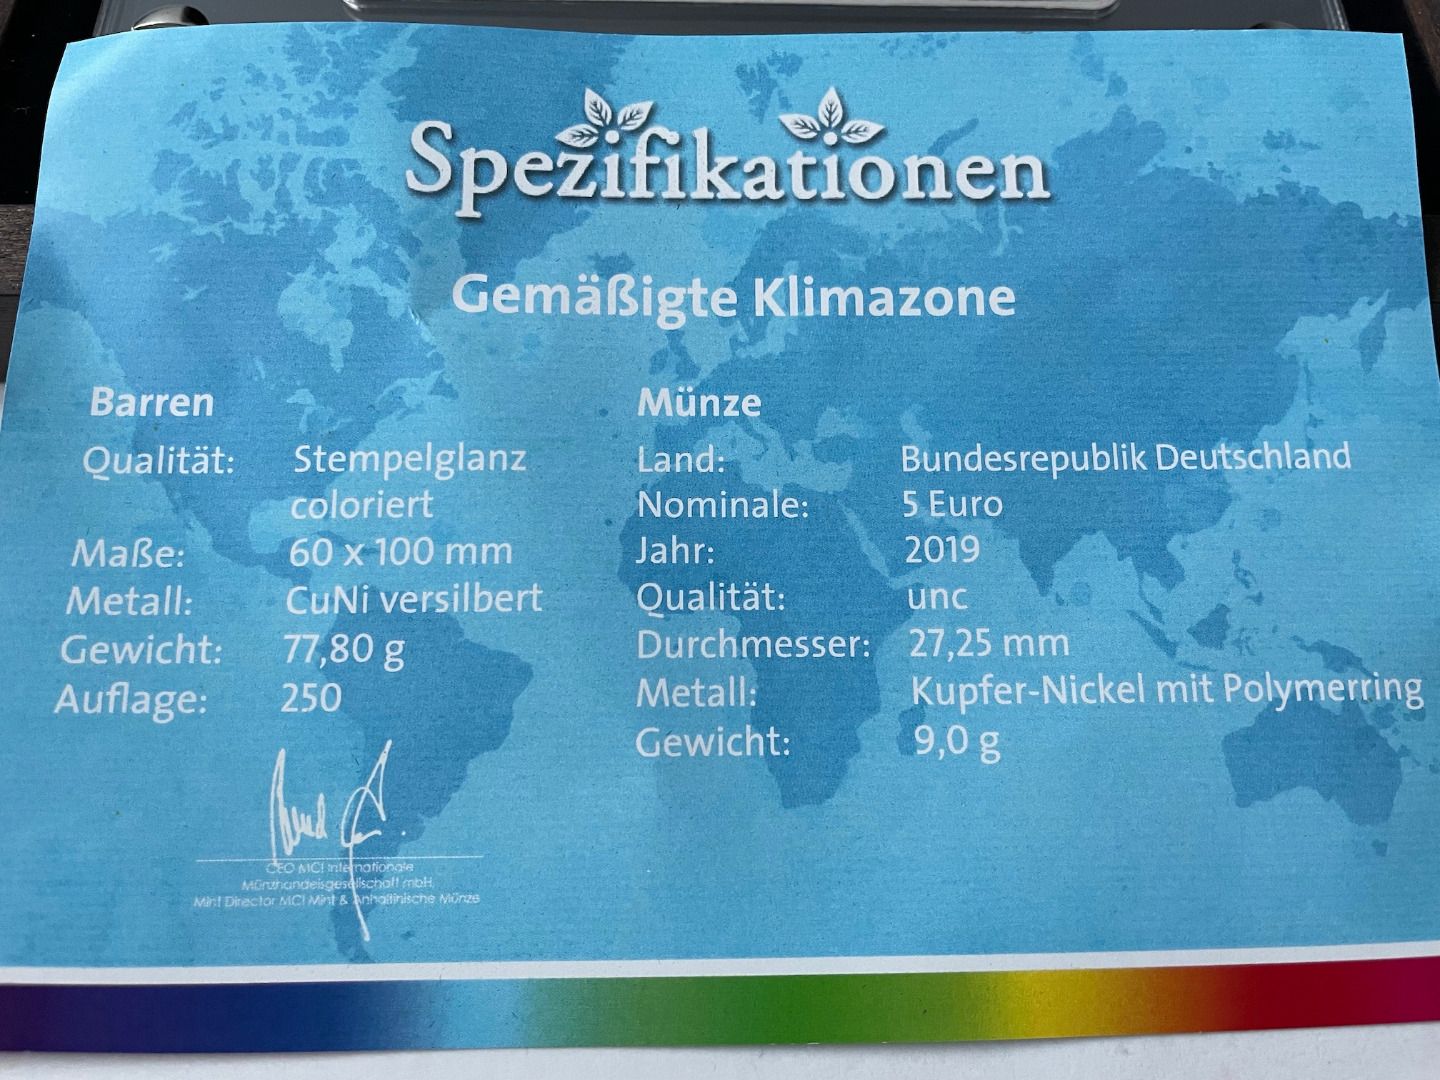 Spezifikationen
Gemäßigte Klimazone
Barren
Qualität: Stempelglanz
coloriert
Maße: 60 x 100 mm
Metall: CuNi versilbert
Gewicht: 77,80 g
Auflage: 250
Münze
Land: Bundesrepublik Deutschland
Nominale: 5 Euro
Jahr: 2019
Qualität: unc
Durchmesser: 27,25 mm
Metall: Kupfer-Nickel mit Polymerring
Gewicht: 9,0 g
CEO MCI Internationale
Münzhandelsgesellschaft mbH,
Mint Director MCI Mint & Anhaltinische Münze